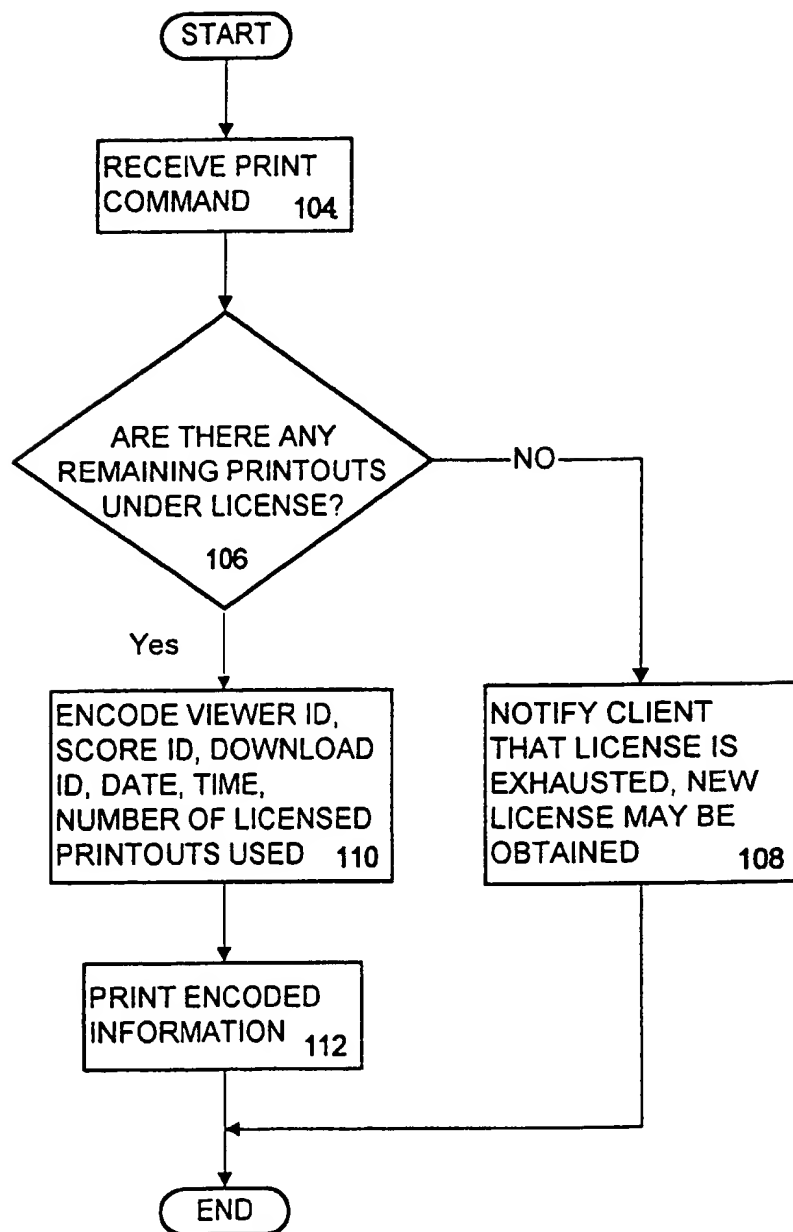 START
RECEIVE PRINT
COMMAND 104
ARE THERE ANY
REMAINING PRINTOUTS
UNDER LICENSE?
106
NO
Yes
ENCODE VIEWER ID,
SCORE ID, DOWNLOAD
ID, DATE, TIME,
NUMBER OF LICENSED
PRINTOUTS USED 110
NOTIFY CLIENT
THAT LICENSE IS
EXHAUSTED, NEW
LICENSE MAY BE
OBTAINED 108
PRINT ENCODED
INFORMATION 112
END